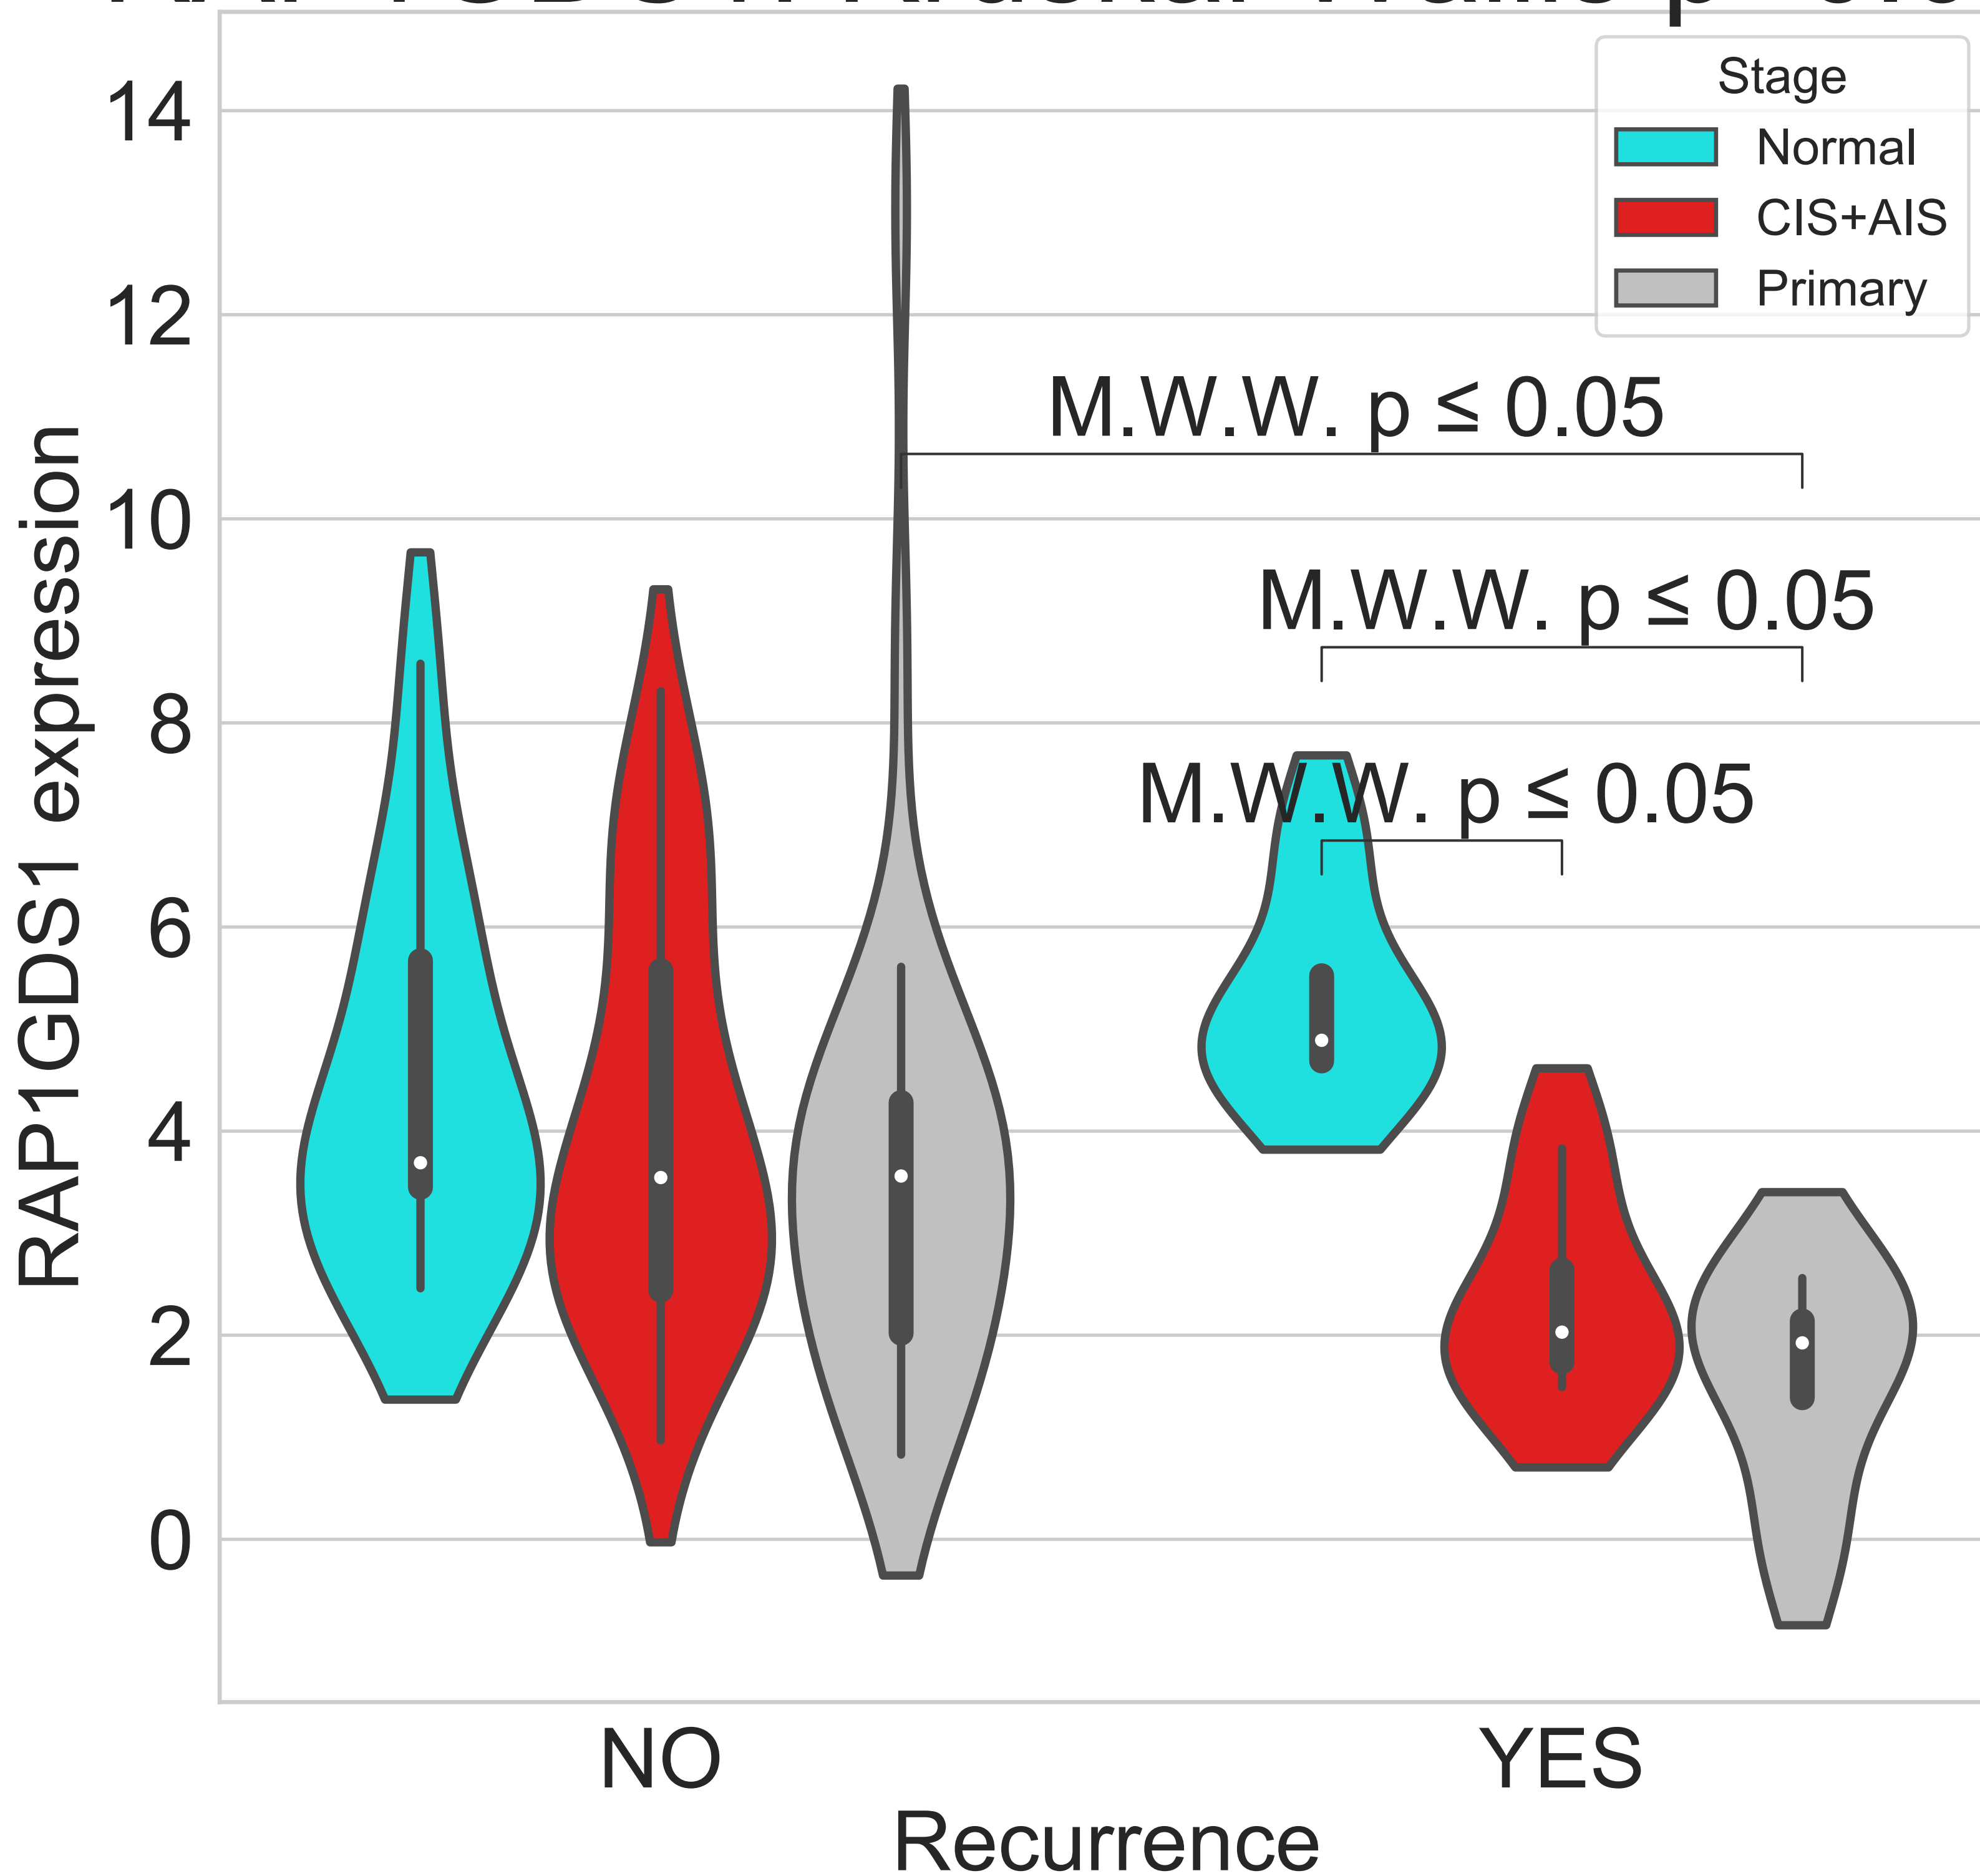 Stage
Normal
CIS+AIS
Primary
14
12
10
8
6
4
2
0
RAP1GDS1 expression
M.W.W. p ≤ 0.05
M.W.W. p ≤ 0.05
M.W.W. p ≤ 0.05
NO
YES
Recurrence